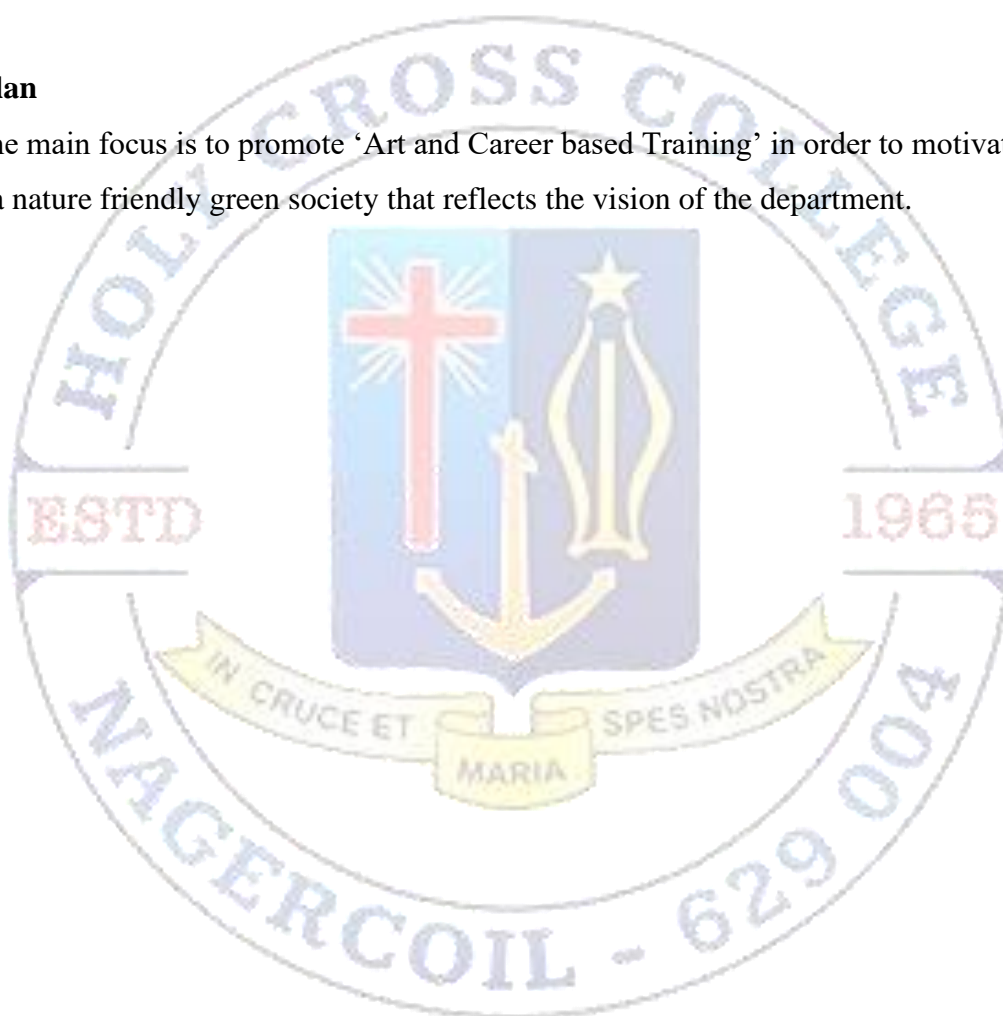 lan
he main focus is to promote ‘Art and Career based Training’ in order to motivat
a nature friendly green society that reflects the vision of the department.
HOLY CROSS COLLEGE
ESTD
1965
IN CRUCE ET
MARIA
SPES NOSTRA
NAGERCOIL - 629 004